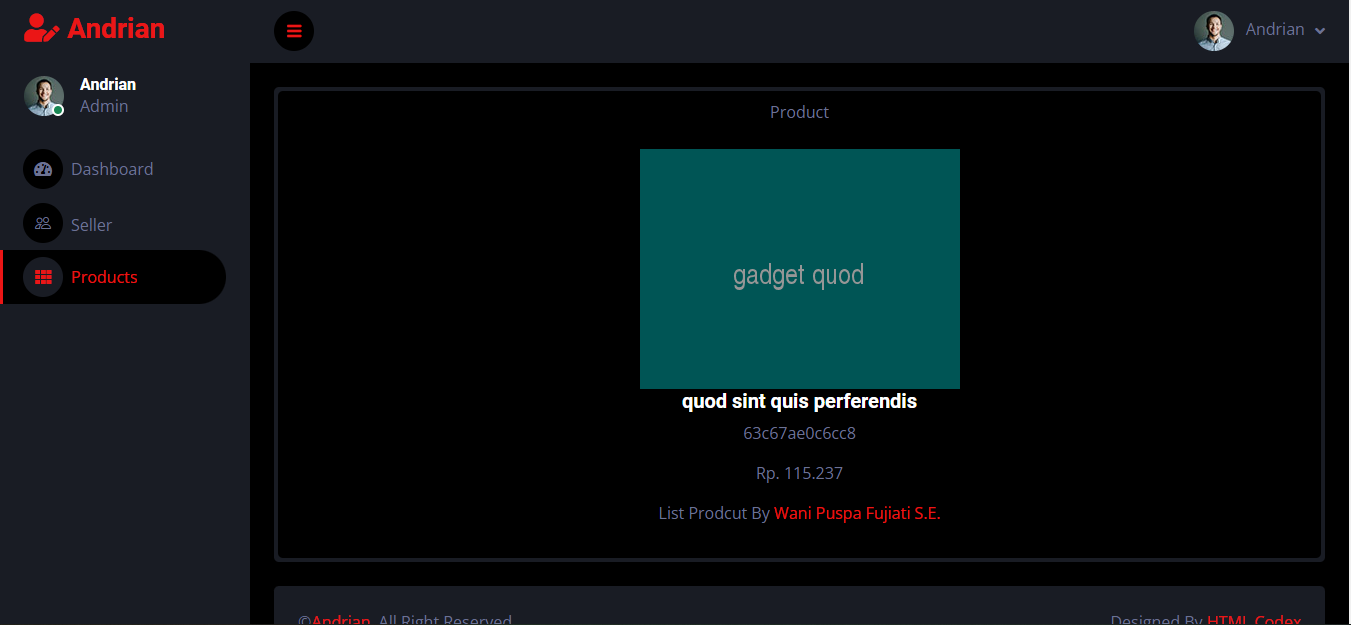 Andrian
Andrian
Andrian
Admin
Dashboard
Seller
Products
Product
gadget quod
quod sint quis perferendis
63c67ae0c6cc8
Rp. 115.237
List Prodcut By Wani Puspa Fujiati S.E.
©Andrian, All Right Reserved.
Designed By HTML Codex